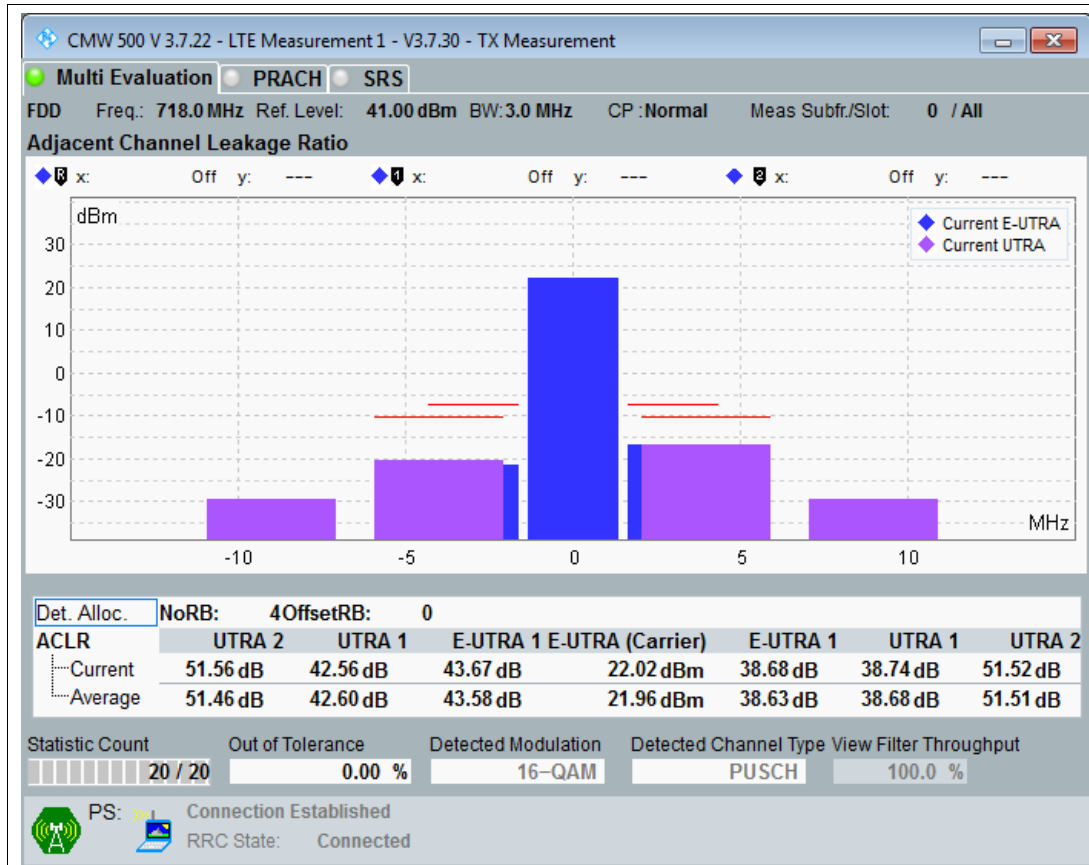 CMW 500 V 3.7.22 - LTE Measurement 1 - V3.7.30 - TX Measurement
Multi Evaluation PRACH SRS
FDD Freq.: 718.0 MHz Ref. Level: 41.00 dBm BW: 3.0 MHz CP : Normal Meas Subfr./Slot: 0 / All
Adjacent Channel Leakage Ratio
R x: Off y: --- 1 x: Off y: --- 2 x: Off y: ---
dBm
Current E-UTRA
Current UTRA
30
20
10
0
-10
-20
-30
MHz
-10 -5 0 5 10
Det. Alloc. NoRB: 4 OffsetRB: 0
ACLR UTRA 2 UTRA 1 E-UTRA 1 E-UTRA (Carrier) E-UTRA 1 UTRA 1 UTRA 2
Current 51.56 dB 42.56 dB 43.67 dB 22.02 dBm 38.68 dB 38.74 dB 51.52 dB
Average 51.46 dB 42.60 dB 43.58 dB 21.96 dBm 38.63 dB 38.68 dB 51.51 dB
Statistic Count Out of Tolerance Detected Modulation Detected Channel Type View Filter Throughput
20 / 20 0.00 % 16-QAM PUSCH 100.0 %
PS: Connection Established
RRC State: Connected